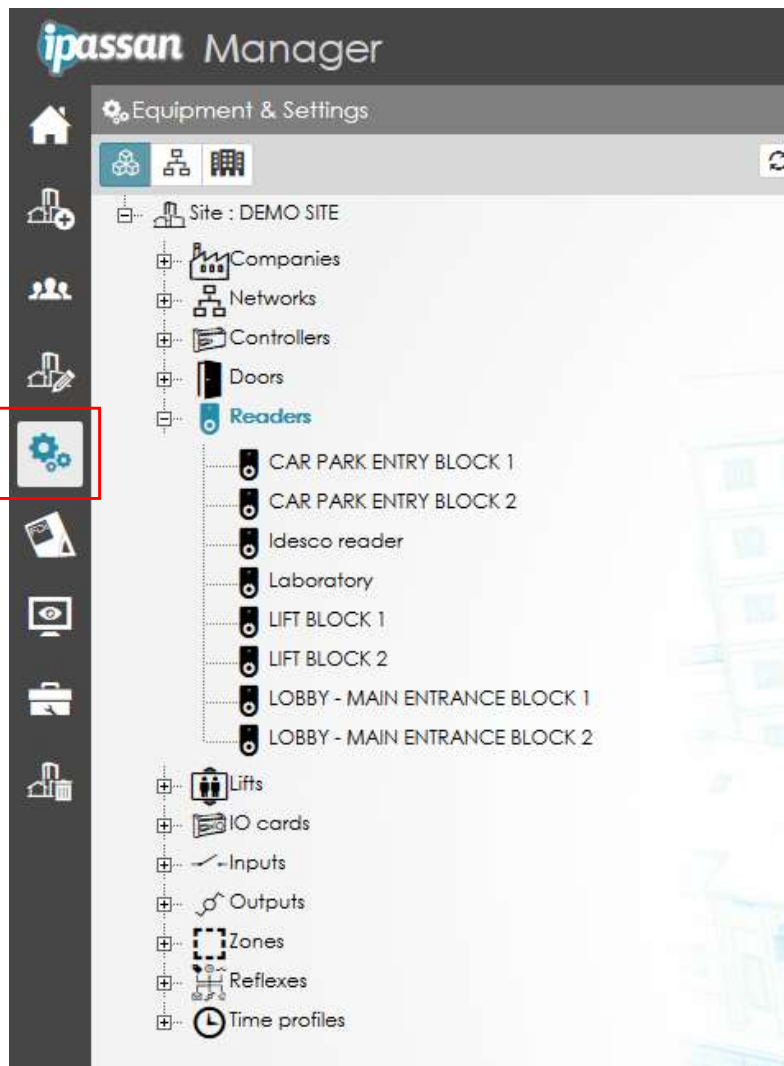 ipassan Manager
Equipment & Settings
Site : DEMO SITE
Companies
Networks
Controllers
Doors
Readers
CAR PARK ENTRY BLOCK 1
CAR PARK ENTRY BLOCK 2
Idesco reader
Laboratory
LIFT BLOCK 1
LIFT BLOCK 2
LOBBY - MAIN ENTRANCE BLOCK 1
LOBBY - MAIN ENTRANCE BLOCK 2
Lifts
IO cards
Inputs
Outputs
Zones
Reflexes
Time profiles